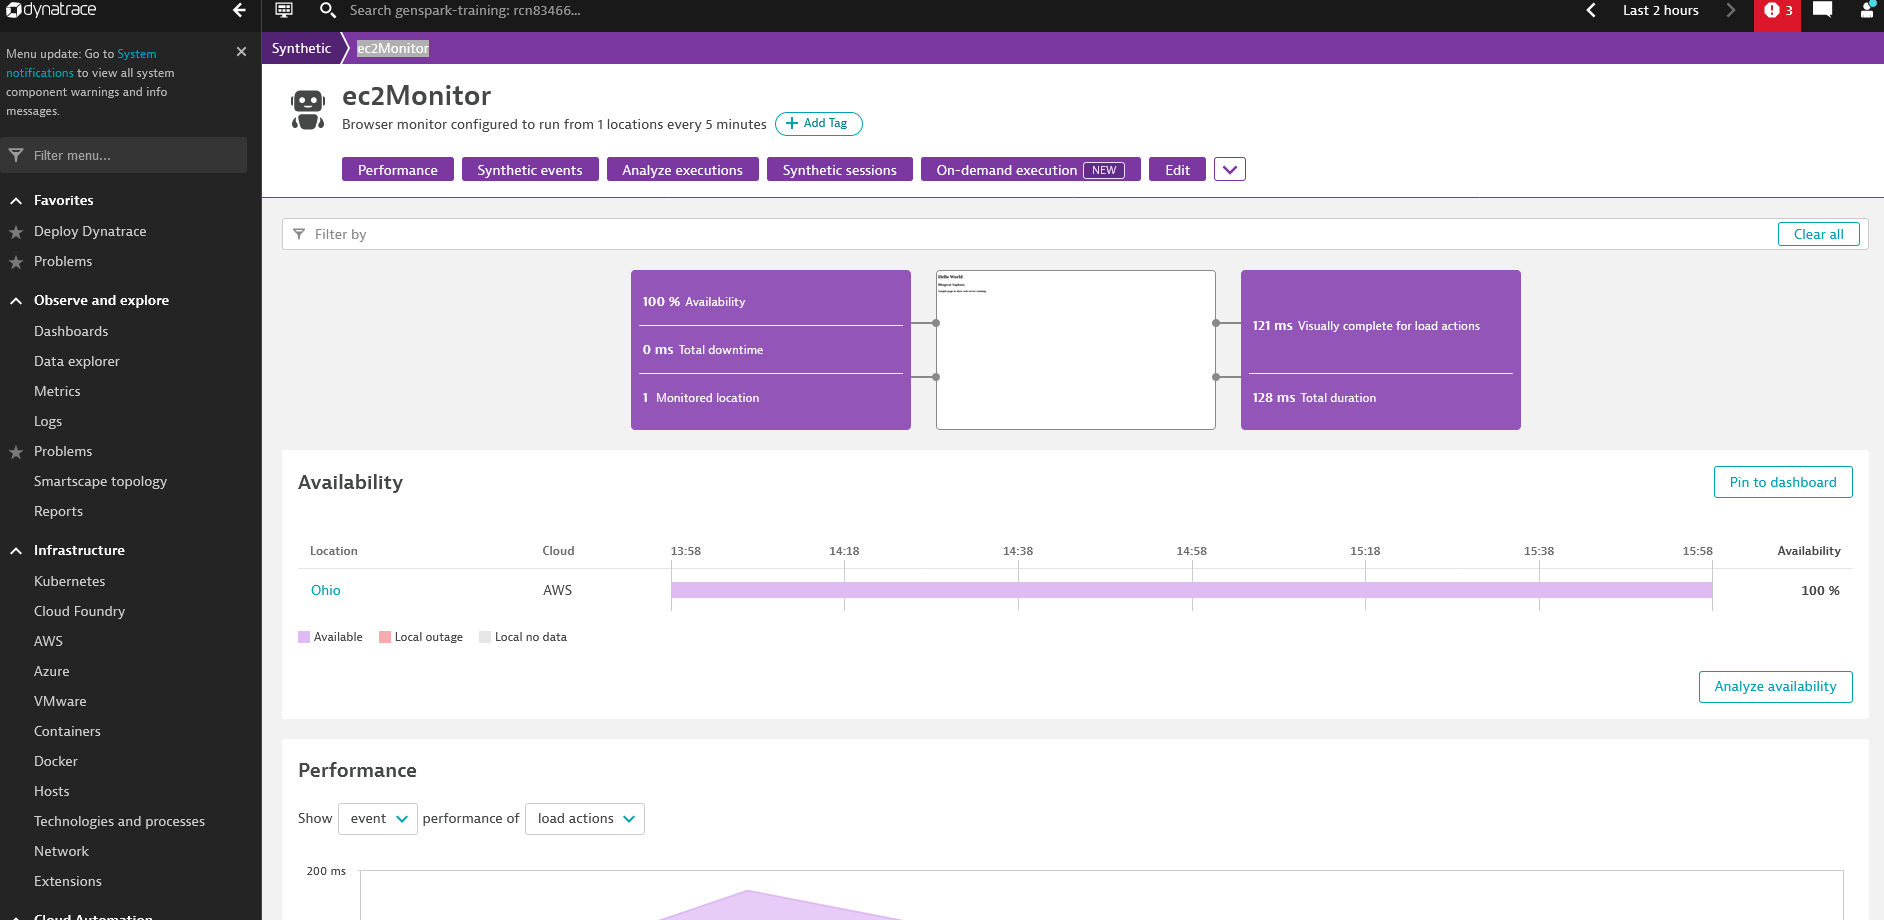 dynatrace
Search genspark-training: rcn83466...
Last 2 hours
3
Menu update: Go to System
notifications to view all system
component warnings and info
messages.
Filter menu...
Favorites
Deploy Dynatrace
Problems
Observe and explore
Dashboards
Data explorer
Metrics
Logs
Problems
Smartscape topology
Reports
Infrastructure
Kubernetes
Cloud Foundry
AWS
Azure
VMware
Containers
Docker
Hosts
Technologies and processes
Network
Extensions
Cloud Automation
Synthetic
ec2Monitor
ec2Monitor
Browser monitor configured to run from 1 locations every 5 minutes
Add Tag
Performance
Synthetic events
Analyze executions
Synthetic sessions
On-demand execution NEW
Edit
Filter by
Clear all
100 % Availability
0 ms Total downtime
1 Monitored location
Hello World
121 ms Visually complete for load actions
128 ms Total duration
Availability
Pin to dashboard
Location Cloud 13:58 14:18 14:38 14:58 15:18 15:38 15:58 Availability
Ohio AWS 100 %
Available Local outage Local no data
Analyze availability
Performance
Show event performance of load actions
200 ms